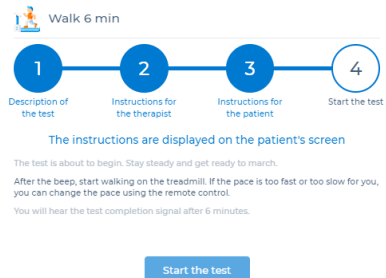 Walk 6 min
1
2
3
4
Description of
the test
Instructions for
the therapist
Instructions for
the patient
Start the test
The instructions are displayed on the patient's screen
The test is about to begin. Stay steady and get ready to march.
After the beep, start walking on the treadmill. If the pace is too fast or too slow for you,
you can change the pace using the remote control.
You will hear the test completion signal after 6 minutes.
Start the test